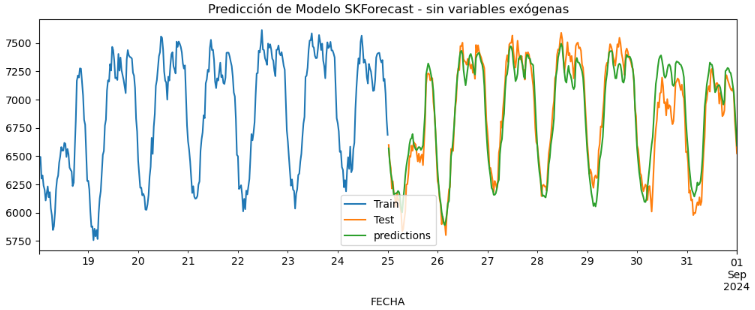 Predicción de Modelo SKForecast - sin variables exógenas
7500
7250
7000
6750
6500
6250
6000
5750
Train
Test
predictions
19 20 21 22 23 24 25 26 27 28 29 30 31 01
Sep
2024
FECHA